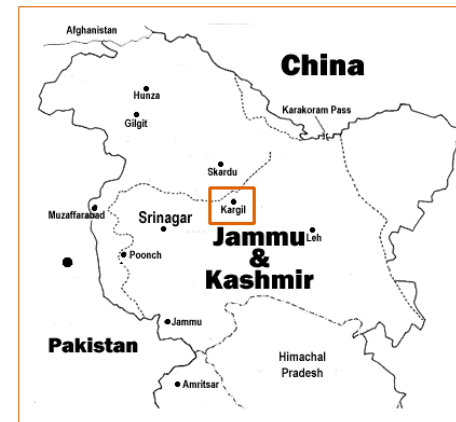 Afghanistan
China
Hunza
Karakoram Pass
Gilgit
Skardu
Kargil
Muzaffarabad
Srinagar
Jammu
&
Kashmir
Leh
Poonch
Jammu
Pakistan
Himachal
Pradesh
Amritsar